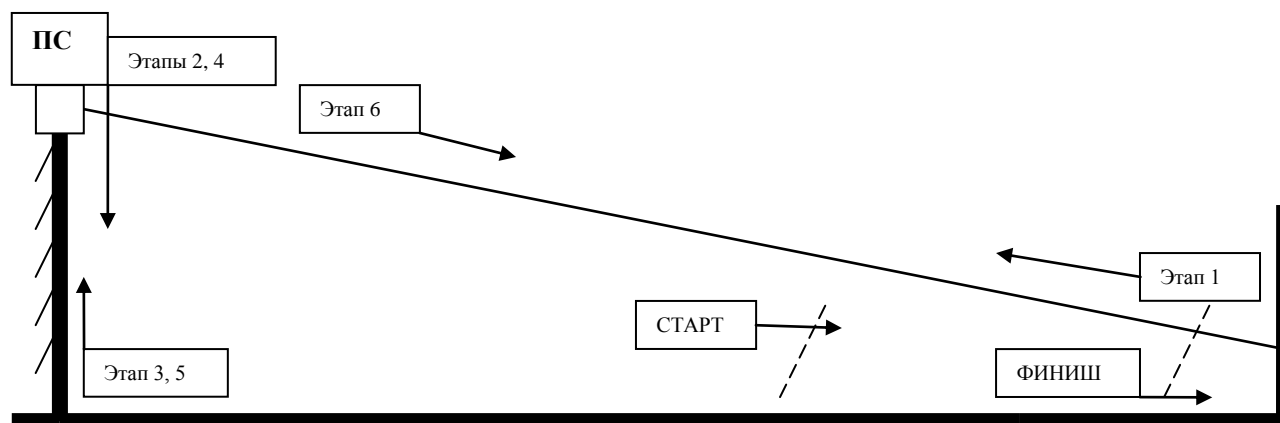 ПС
Этапы 2, 4
Этап 6
Этап 1
СТАРТ
Этап 3, 5
ФИНИШ